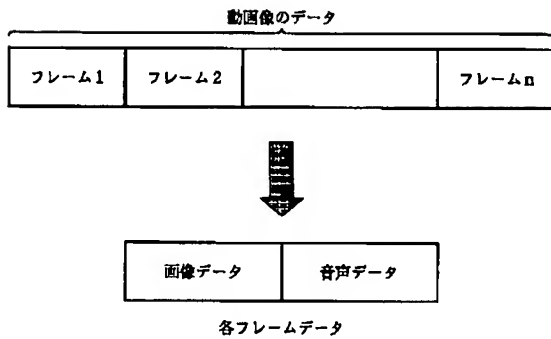 動画像のデータ
フレーム1 フレーム2 フレームn
画像データ 音声データ
各フレームデータ